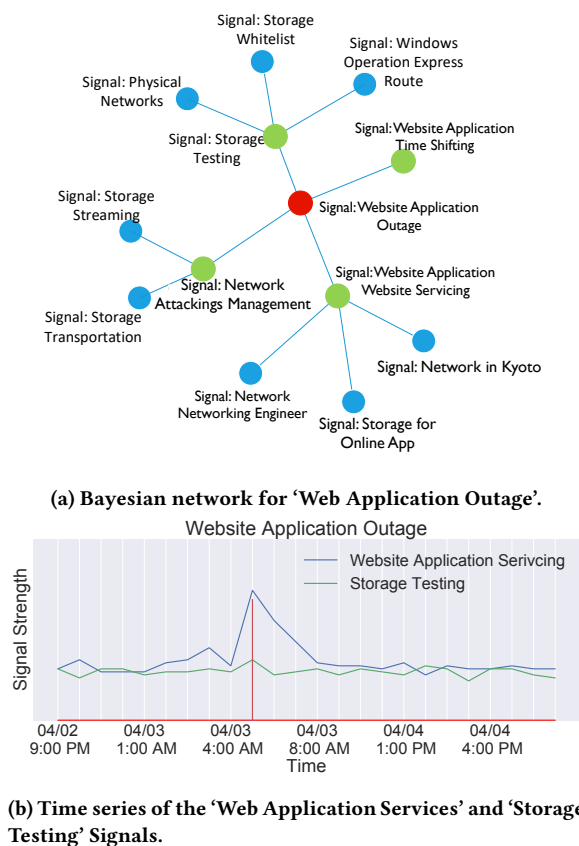 Signal: Storage
Whitelist
Signal: Windows
Operation Express
Route
Signal: Physical
Networks
Signal: Storage
Testing
Signal:Website Application
Time Shifting
Signal: Storage
Streaming
Signal:Website Application
Outage
Signal: Network
Attackings Management
Signal:Website Application
Website Servicing
Signal: Storage
Transportation
Signal: Network in Kyoto
Signal: Network
Networking Engineer
Signal: Storage for
Online App
(a) Bayesian network for ‘Web Application Outage’.
Website Application Outage
Website Application Serivcing
Storage Testing
Signal Strength
04/02 04/03 04/03 04/03 04/04 04/04
9:00 PM 1:00 AM 4:00 AM 8:00 AM 1:00 PM 4:00 PM
Time
(b) Time series of the ‘Web Application Services’ and ‘Storage
Testing’ Signals.